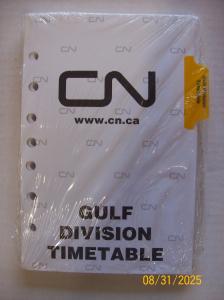 CN
www.cn.ca
GULF
DIVISION
TIMETABLE
08/31/2025